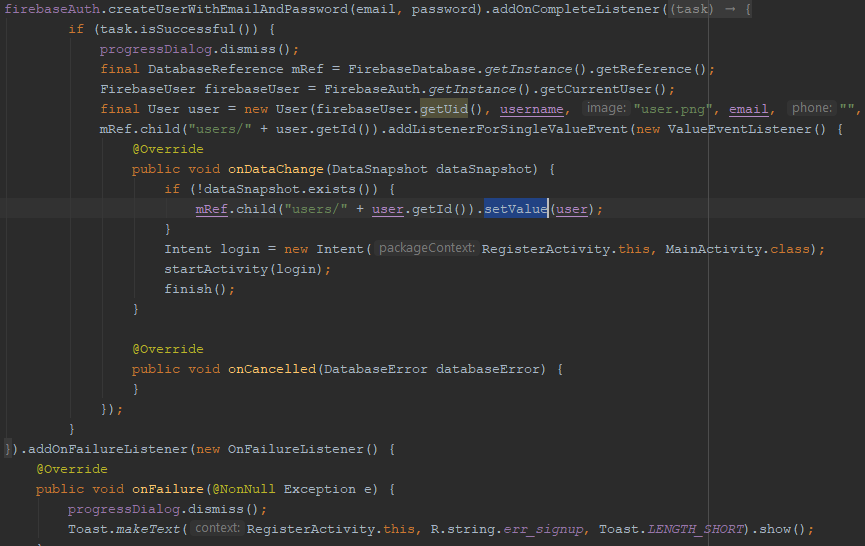 firebaseAuth.createUserWithEmailAndPassword(email, password).addOnCompleteListener((task) → {
if (task.isSuccessful()) {
progressDialog.dismiss();
final DatabaseReference mRef = FirebaseDatabase.getInstance().getReference();
FirebaseUser firebaseUser = FirebaseAuth.getInstance().getCurrentUser();
final User user = new User(firebaseUser.getUid(), username, image: "user.png", email, phone: "",
mRef.child("users/" + user.getId()).addListenerForSingleValueEvent(new ValueEventListener() {
@Override
public void onDataChange(DataSnapshot dataSnapshot) {
if (!dataSnapshot.exists()) {
mRef.child("users/" + user.getId()).setValue(user);
}
Intent login = new Intent( packageContext: RegisterActivity.this, MainActivity.class);
startActivity(login);
finish();
}
@Override
public void onCancelled(DatabaseError databaseError) {
}
});
}
}).addOnFailureListener(new OnFailureListener() {
@Override
public void onFailure(@NonNull Exception e) {
progressDialog.dismiss();
Toast.makeText( context: RegisterActivity.this, R.string.err_signup, Toast.LENGTH_SHORT).show();